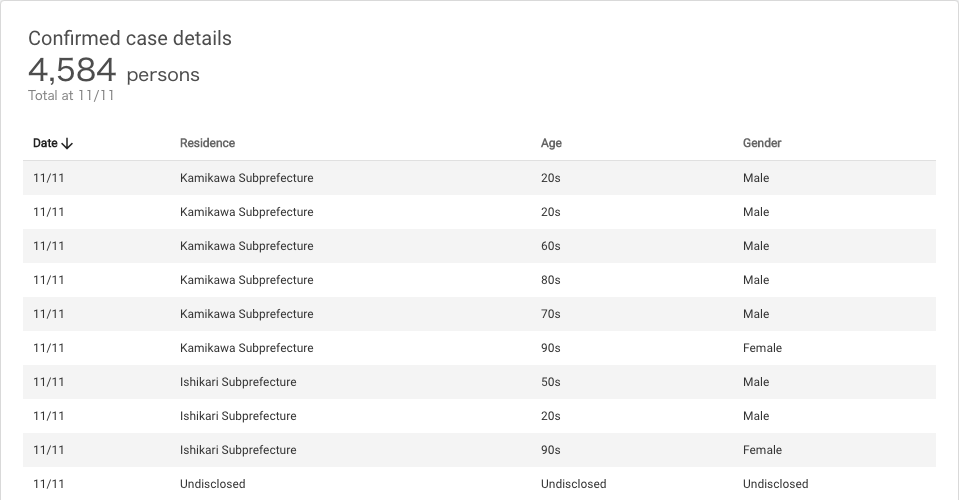 Confirmed case details
4,584 persons
Total at 11/11
Date Residence Age Gender
11/11 Kamikawa Subprefecture 20s Male
11/11 Kamikawa Subprefecture 20s Male
11/11 Kamikawa Subprefecture 60s Male
11/11 Kamikawa Subprefecture 80s Male
11/11 Kamikawa Subprefecture 70s Male
11/11 Kamikawa Subprefecture 90s Female
11/11 Ishikari Subprefecture 50s Male
11/11 Ishikari Subprefecture 20s Male
11/11 Ishikari Subprefecture 90s Female
11/11 Undisclosed Undisclosed Undisclosed